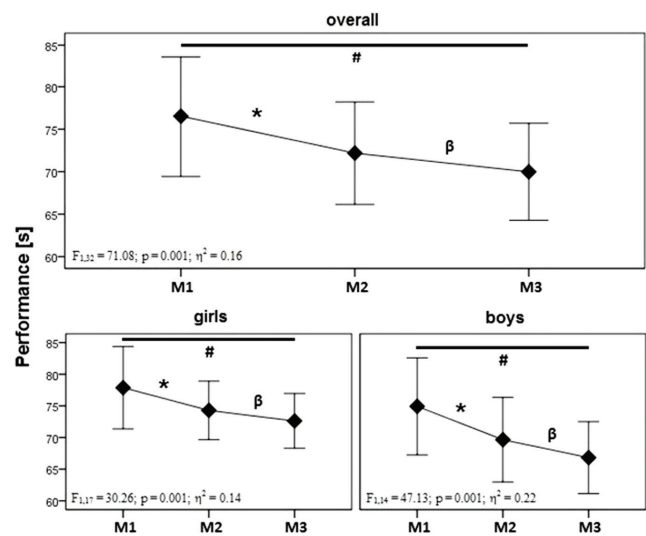 overall
85
#
80
*
75
β
70
65
60
F1,32 = 71.08; p = 0.001; η² = 0.16
M1 M2 M3
Performance [s]
girls
85
#
80
*
75
β
70
65
60
F1,17 = 30.26; p = 0.001; η² = 0.14
M1 M2 M3
boys
#
*
β
F1,14 = 47.13; p = 0.001; η² = 0.22
M1 M2 M3